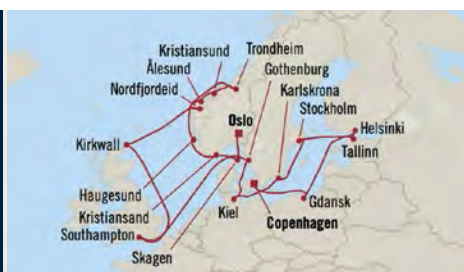 Kristiansund
Trondheim
Ålesund
Gothenburg
Nordfjordeid
Karlskrona
Oslo
Stockholm
Kirkwall
Helsinki
Tallinn
Haugesund
Kristiansand
Kiel
Gdansk
Southampton
Copenhagen
Skagen